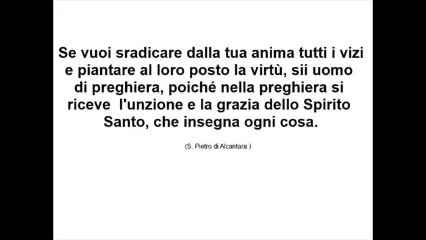 Se vuoi sradicare dalla tua anima tutti i vizi
e piantare al loro posto la virtù, sii uomo
di preghiera, poiché nella preghiera si
riceve l'unzione e la grazia dello Spirito
Santo, che insegna ogni cosa.
(S. Pietro di Alcantara )